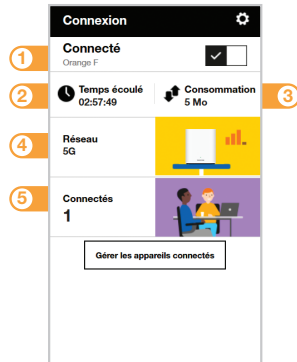 Connexion
1
Connecté
Orange F
2
Temps écoulé
02:57:49
Consommation
5 Mo
3
4
Réseau
5G
5
Connectés
1
Gérer les appareils connectés